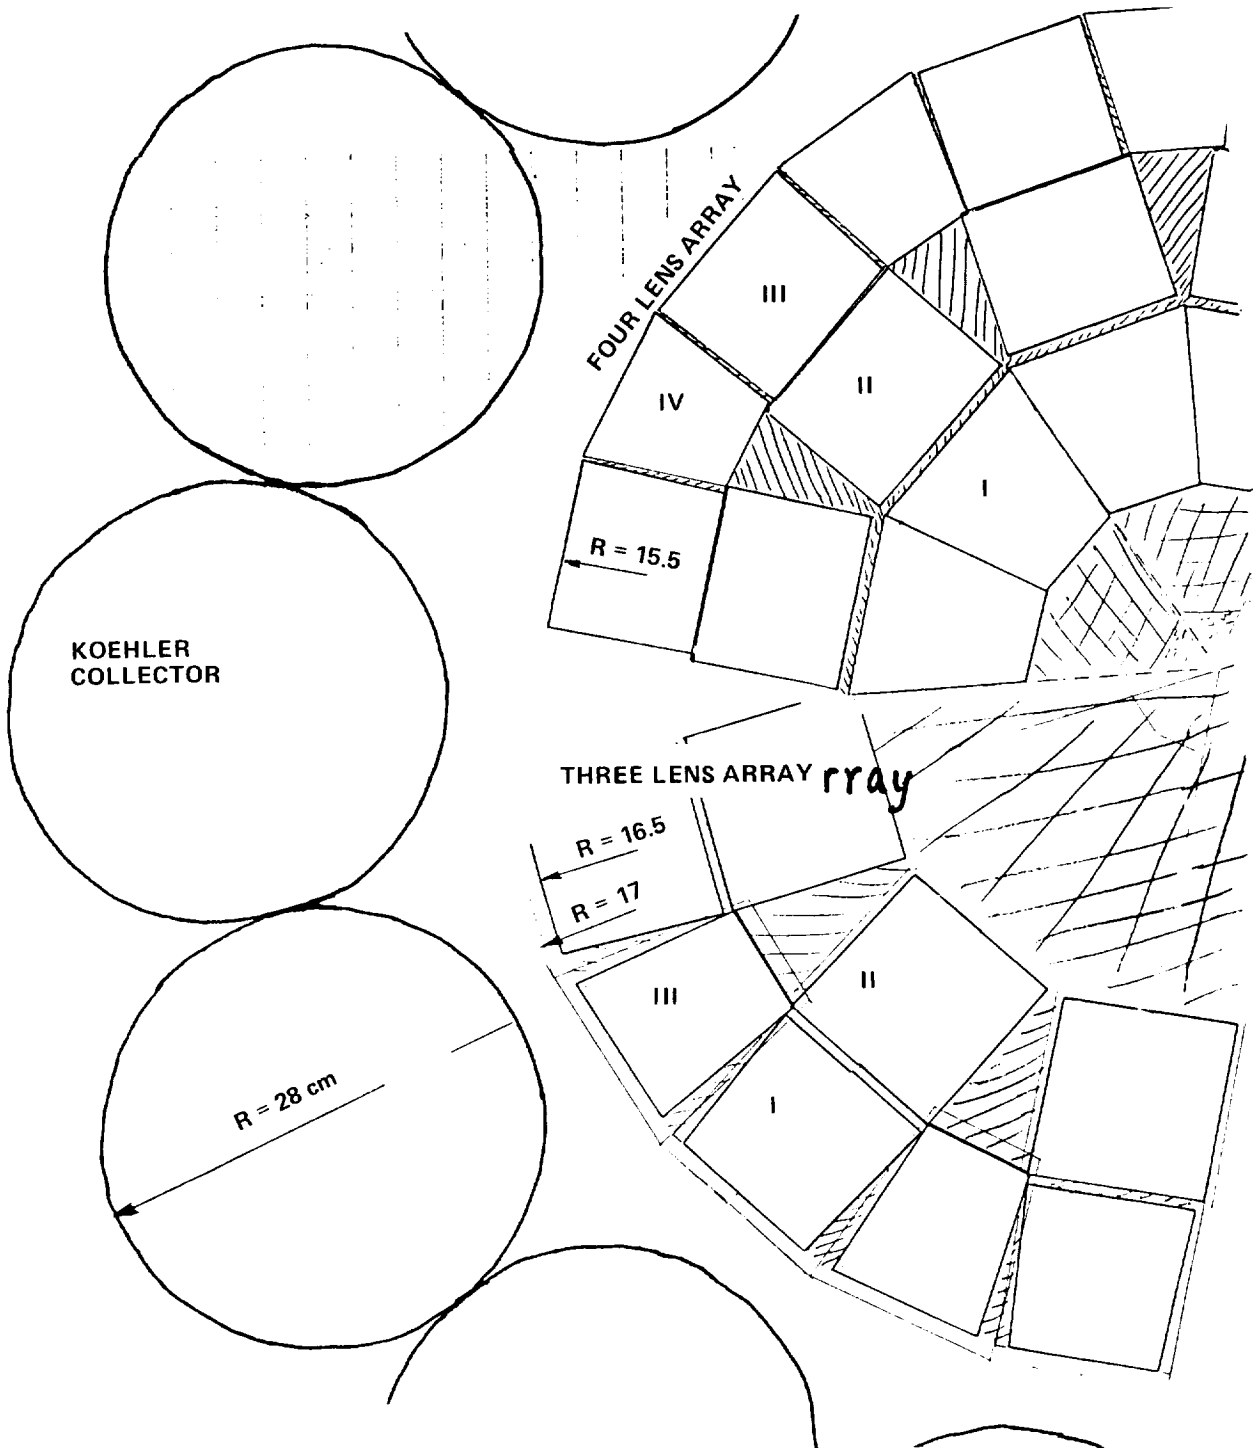 FOUR LENS ARRAY
III
II
IV
I
R = 15.5
KOEHLER
COLLECTOR
THREE LENS ARRAY rray
R = 16.5
R = 17
III
II
I
R = 28 cm